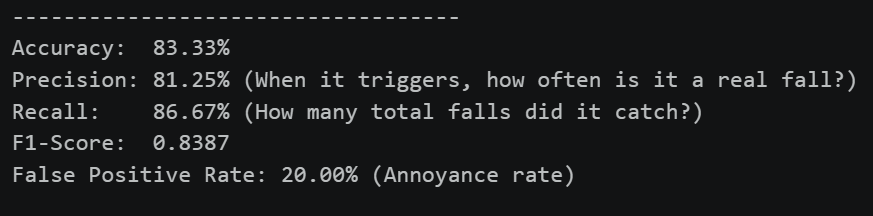 -----------------------------------
Accuracy:  83.33%
Precision: 81.25% (When it triggers, how often is it a real fall?)
Recall:    86.67% (How many total falls did it catch?)
F1-Score:  0.8387
False Positive Rate: 20.00% (Annoyance rate)